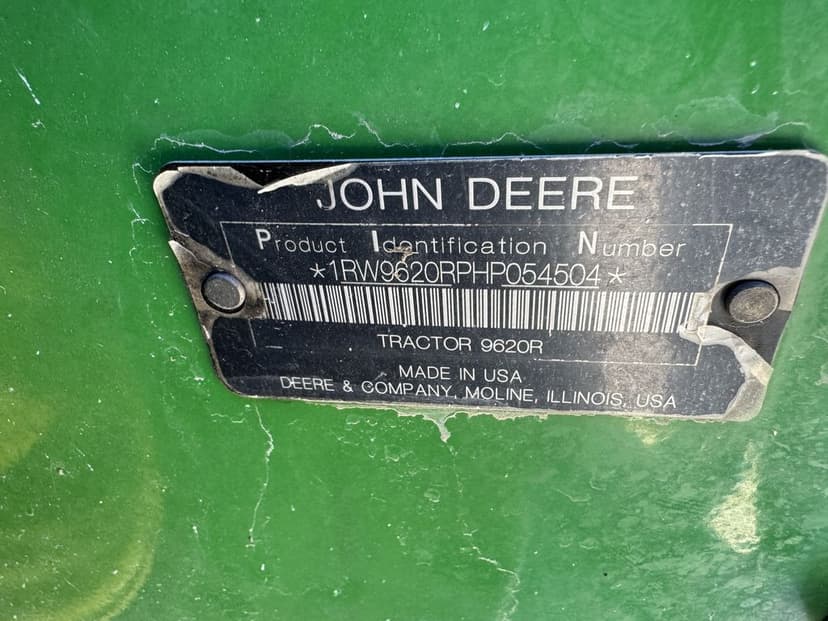 JOHN DEERE
Product Identification Number
*1RW9620RPHP054504*
TRACTOR 9620R
MADE IN USA
DEERE & COMPANY, MOLINE, ILLINOIS, USA